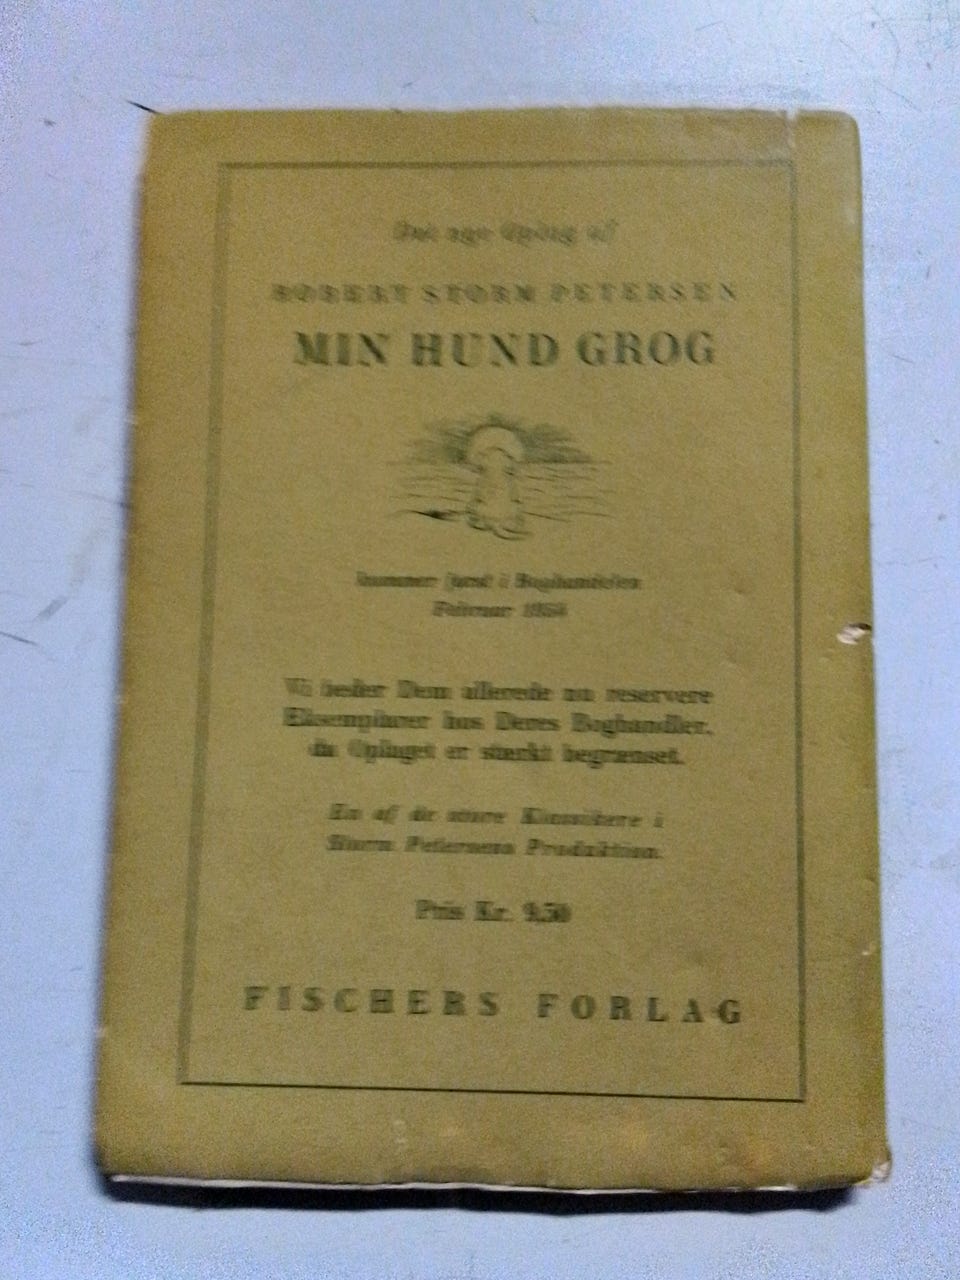 Det nye Oplag af
ROBERT STORM PETERSEN
MIN HUND GROG
kommer først i Boghandelen
Februar
Vi beder Dem allerede nu reservere
Eksemplarer hos Deres Boghandler,
da Oplaget er stærkt begrænset.
En af de store Klassikere i
Storm Petersens Produktion.
Pris Kr. 9,50
FISCHERS FORLAG